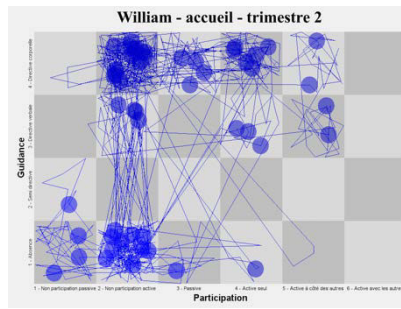 William - accueil - trimestre 2
4 - Directive corporelle
3 - Directive verbale
2 - Semi directive
1 - Absence
Guidance
1 - Non participation passive
2 - Non participation active
3 - Passive
4 - Active seul
5 - Active à côté des autres
6 - Active avec les autres
Participation